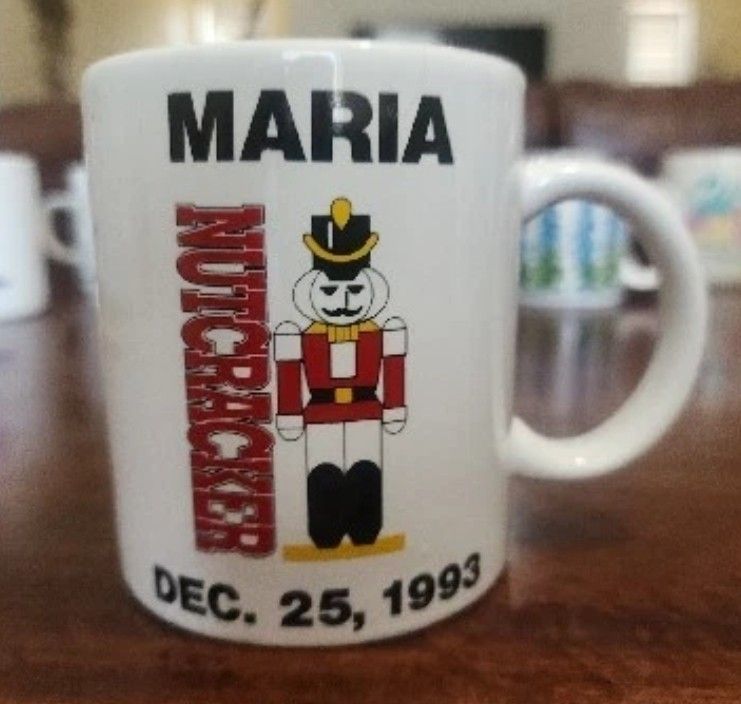 MARIA
NUTCRACKER
DEC. 25, 1993